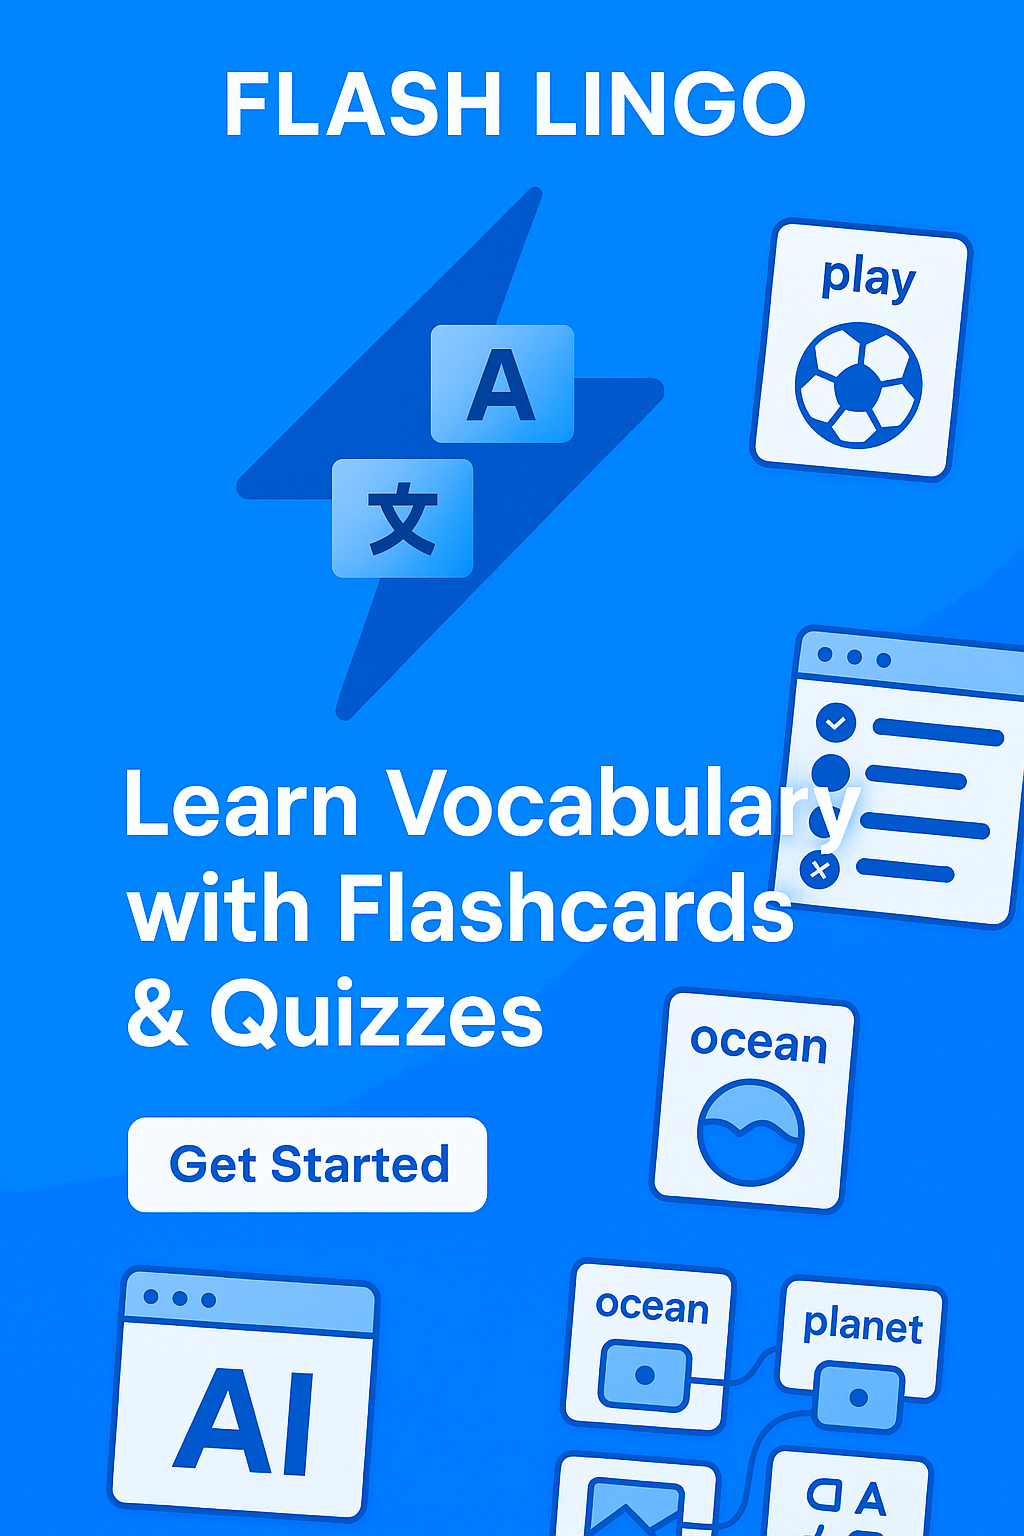 FLASH LINGO
play
A
文
Learn Vocabulary
with Flashcards
& Quizzes
ocean
Get Started
AI
ocean
planet
A